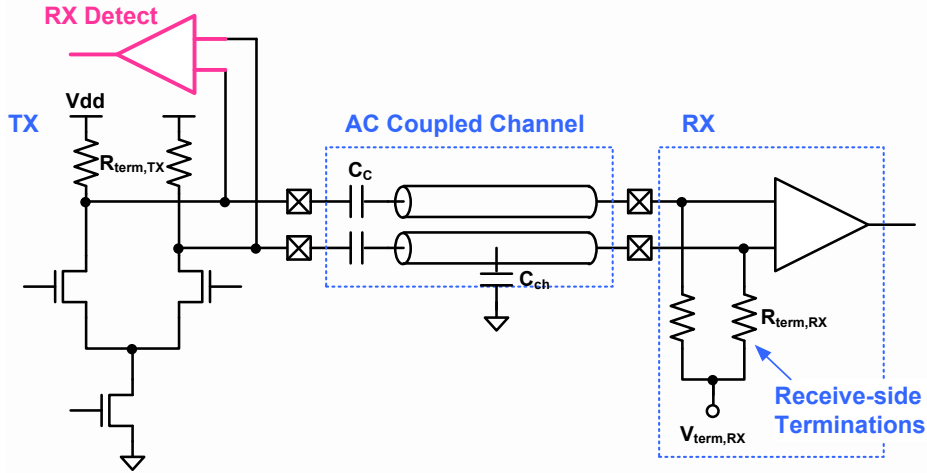 RX Detect
Vdd
TX
AC Coupled Channel
RX
Rterm,TX
CC
Cch
Rterm,RX
Receive-side
Terminations
Vterm,RX